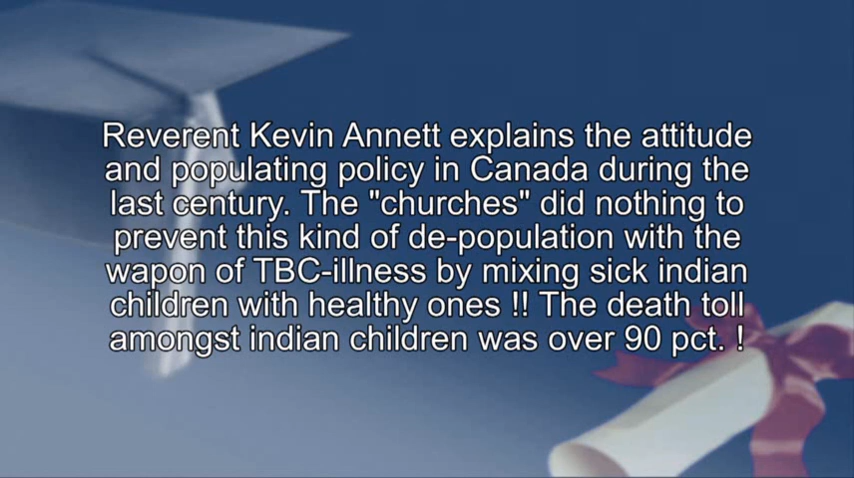 Reverent Kevin Annett explains the attitude
and populating policy in Canada during the
last century. The "churches" did nothing to
prevent this kind of de-population with the
wapon of TBC-illness by mixing sick indian
children with healthy ones !! The death toll
amongst indian children was over 90 pct. !